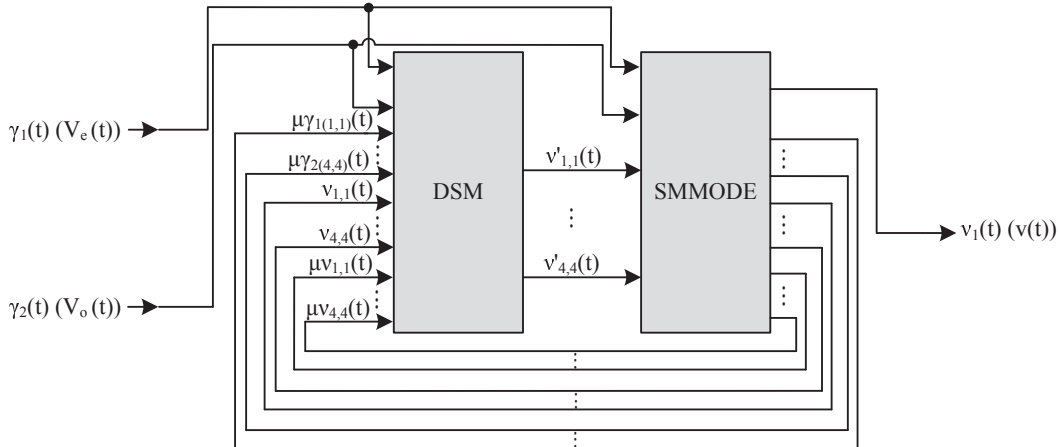 γ₁(t) (Vₑ(t))
γ₂(t) (Vₒ(t))
μγ₁₍₁,₁₎(t)
μγ₂₍₄,₄₎(t)
ν₁,₁(t)
ν₄,₄(t)
μν₁,₁(t)
μν₄,₄(t)
DSM
ν'₁,₁(t)
ν'₄,₄(t)
SMMODE
ν₁(t) (v(t))